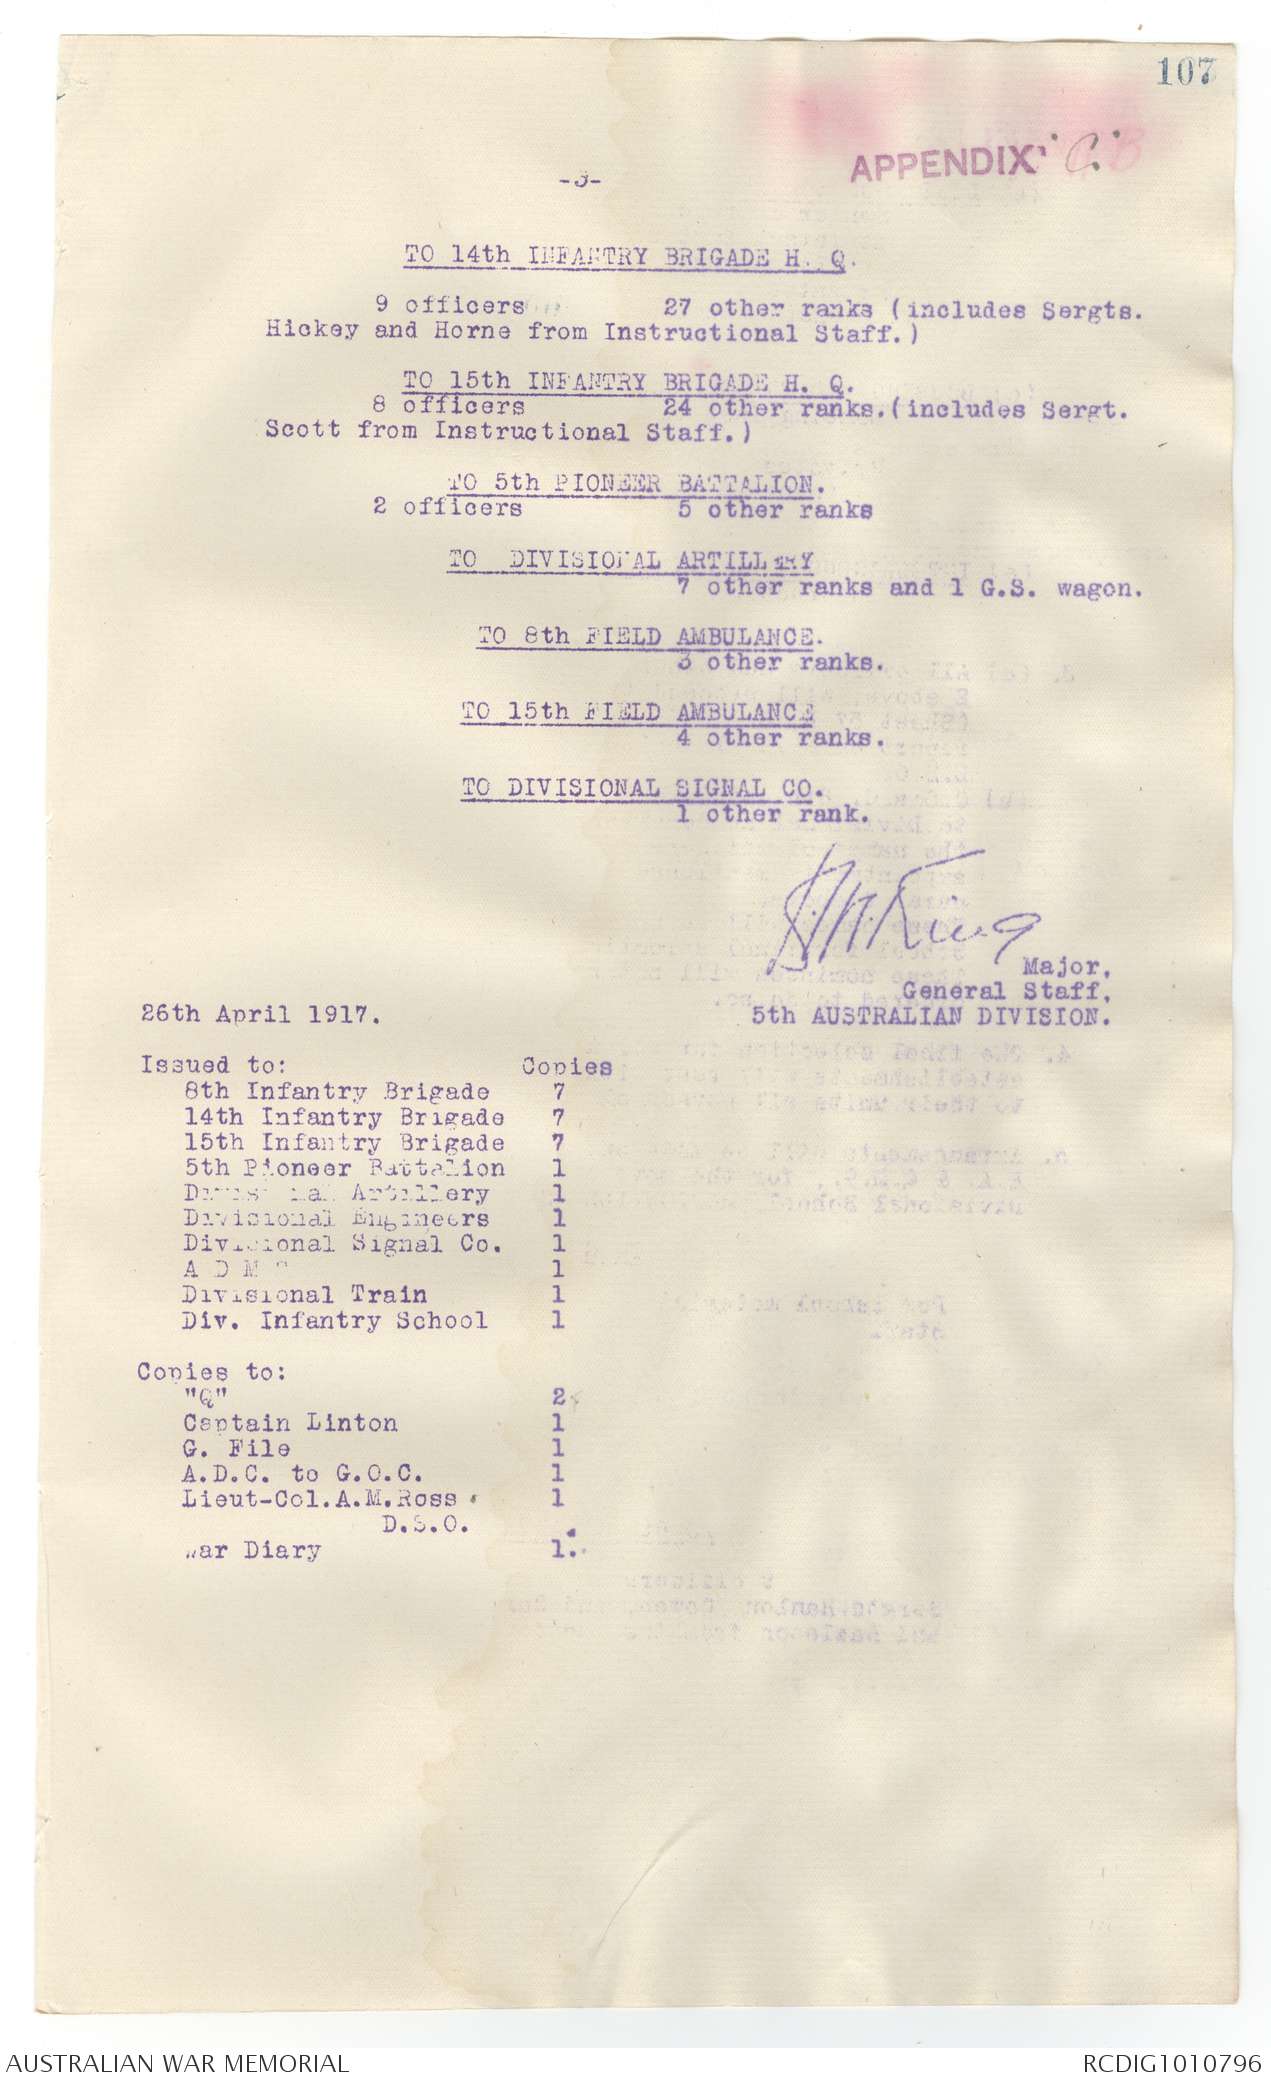 107
APPENDIX "C."
-3-
TO 14th INFANTRY BRIGADE H. Q.
9 officers 27 other ranks (includes Sergts.
Hickey and Horne from Instructional Staff.)
TO 15th INFANTRY BRIGADE H. Q.
8 officers 24 other ranks.(includes Sergt.
Scott from Instructional Staff.)
TO 5th PIONEER BATTALION.
2 officers 5 other ranks
TO DIVISIONAL ARTILLERY
7 other ranks and 1 G.S. wagon.
TO 8th FIELD AMBULANCE.
3 other ranks.
TO 15th FIELD AMBULANCE
4 other ranks.
TO DIVISIONAL SIGNAL CO.
1 other rank.
King
Major,
General Staff,
26th April 1917. 5th AUSTRALIAN DIVISION.
Issued to: Copies
8th Infantry Brigade 7
14th Infantry Brigade 7
15th Infantry Brigade 7
5th Pioneer Battalion 1
Divisional Artillery 1
Divisional Engineers 1
Divisional Signal Co. 1
A D M S 1
Divisional Train 1
Div. Infantry School 1
Copies to:
"Q" 2
Captain Linton 1
G. File 1
A.D.C. to G.O.C. 1
Lieut-Col.A.M.Ross 1
D.S.O.
War Diary 1.
AUSTRALIAN WAR MEMORIAL RCDIG1010796